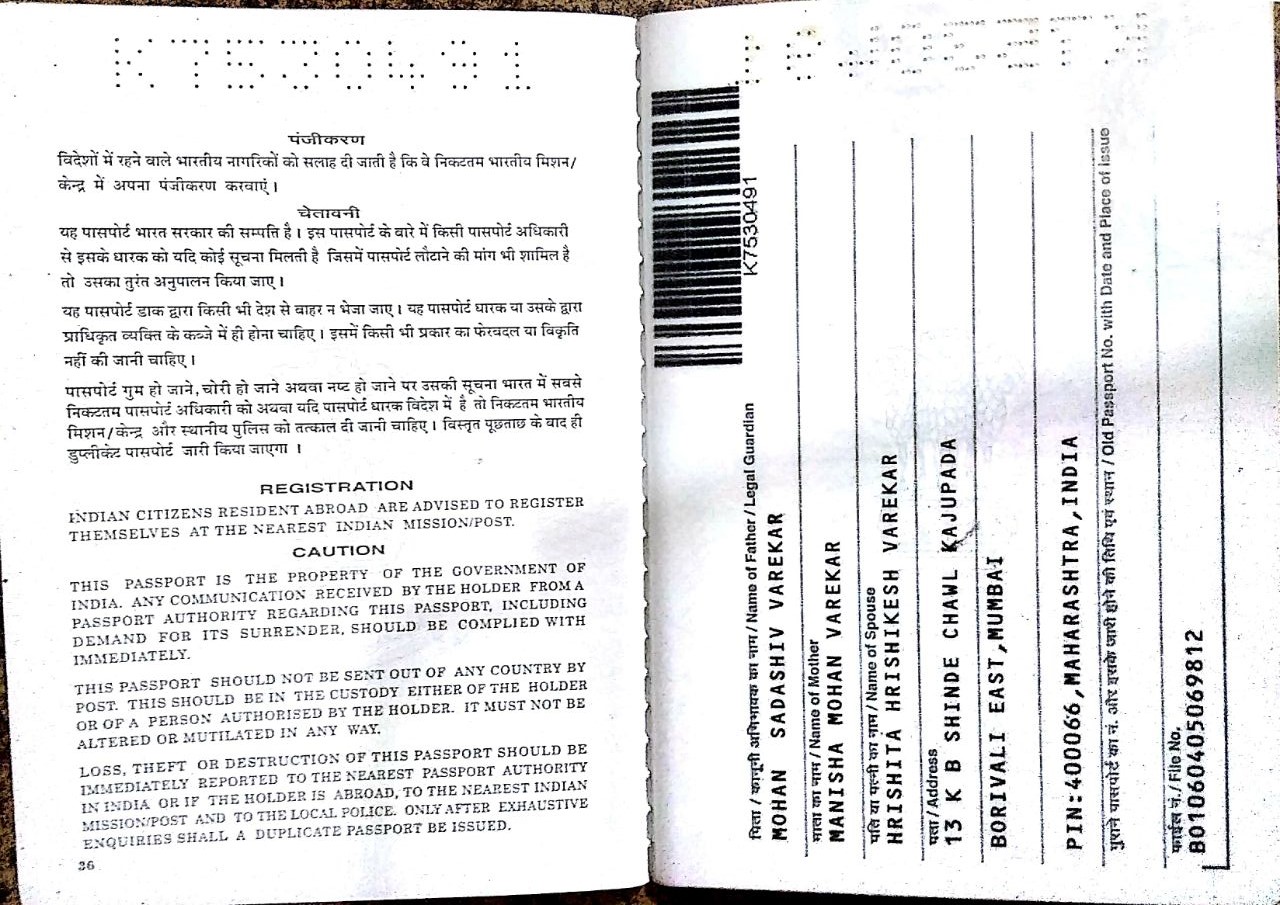 K7530491
पंजीकरण
विदेशों में रहने वाले भारतीय नागरिकों को सलाह दी जाती है कि वे निकटतम भारतीय मिशन/
केन्द्र में अपना पंजीकरण करवाएं ।
चेतावनी
यह पासपोर्ट भारत सरकार की सम्पत्ति है । इस पासपोर्ट के बारे में किसी पासपोर्ट अधिकारी
से इसके धारक को यदि कोई सूचना मिलती है जिसमें पासपोर्ट लौटाने की मांग भी शामिल है
तो उसका तुरंत अनुपालन किया जाए ।
यह पासपोर्ट डाक द्वारा किसी भी देश से बाहर न भेजा जाए । यह पासपोर्ट धारक या उसके द्वारा
प्राधिकृत व्यक्ति के कब्जे में ही होना चाहिए । इसमें किसी भी प्रकार का फेरबदल या विकृति
नहीं की जानी चाहिए ।
पासपोर्ट गुम हो जाने, चोरी हो जाने अथवा नष्ट हो जाने पर उसकी सूचना भारत में सबसे
निकटतम पासपोर्ट अधिकारी को अथवा यदि पासपोर्ट धारक विदेश में है तो निकटतम भारतीय
मिशन/केन्द्र और स्थानीय पुलिस को तत्काल दी जानी चाहिए । विस्तृत पूछताछ के बाद ही
डुप्लीकेट पासपोर्ट जारी किया जाएगा ।
REGISTRATION
INDIAN CITIZENS RESIDENT ABROAD ARE ADVISED TO REGISTER
THEMSELVES AT THE NEAREST INDIAN MISSION/POST.
CAUTION
THIS PASSPORT IS THE PROPERTY OF THE GOVERNMENT OF
INDIA. ANY COMMUNICATION RECEIVED BY THE HOLDER FROM A
PASSPORT AUTHORITY REGARDING THIS PASSPORT, INCLUDING
DEMAND FOR ITS SURRENDER, SHOULD BE COMPLIED WITH
IMMEDIATELY.
THIS PASSPORT SHOULD NOT BE SENT OUT OF ANY COUNTRY BY
POST. THIS SHOULD BE IN THE CUSTODY EITHER OF THE HOLDER
OR OF A PERSON AUTHORISED BY THE HOLDER. IT MUST NOT BE
ALTERED OR MUTILATED IN ANY WAY.
LOSS, THEFT OR DESTRUCTION OF THIS PASSPORT SHOULD BE
IMMEDIATELY REPORTED TO THE NEAREST PASSPORT AUTHORITY
IN INDIA OR IF THE HOLDER IS ABROAD, TO THE NEAREST INDIAN
MISSION/POST AND TO THE LOCAL POLICE. ONLY AFTER EXHAUSTIVE
ENQUIRIES SHALL A DUPLICATE PASSPORT BE ISSUED.
36
K7530491
पिता / कानूनी अभिभावक का नाम / Name of Father / Legal Guardian
MOHAN SADASHIV VAREKAR
माता का नाम / Name of Mother
MANISHA MOHAN VAREKAR
पति या पत्नी का नाम / Name of Spouse
HRISHITA HRISHIKESH VAREKAR
पता / Address
13 K B SHINDE CHAWL KAJUPADA
BORIVALI EAST,MUMBAI
PIN:400066,MAHARASHTRA,INDIA
पुराने पासपोर्ट का नं. और इसके जारी होने की तिथि एवं स्थान / Old Passport No. with Date and Place of Issue
फाईल नं./ File No.
BO1060405069812